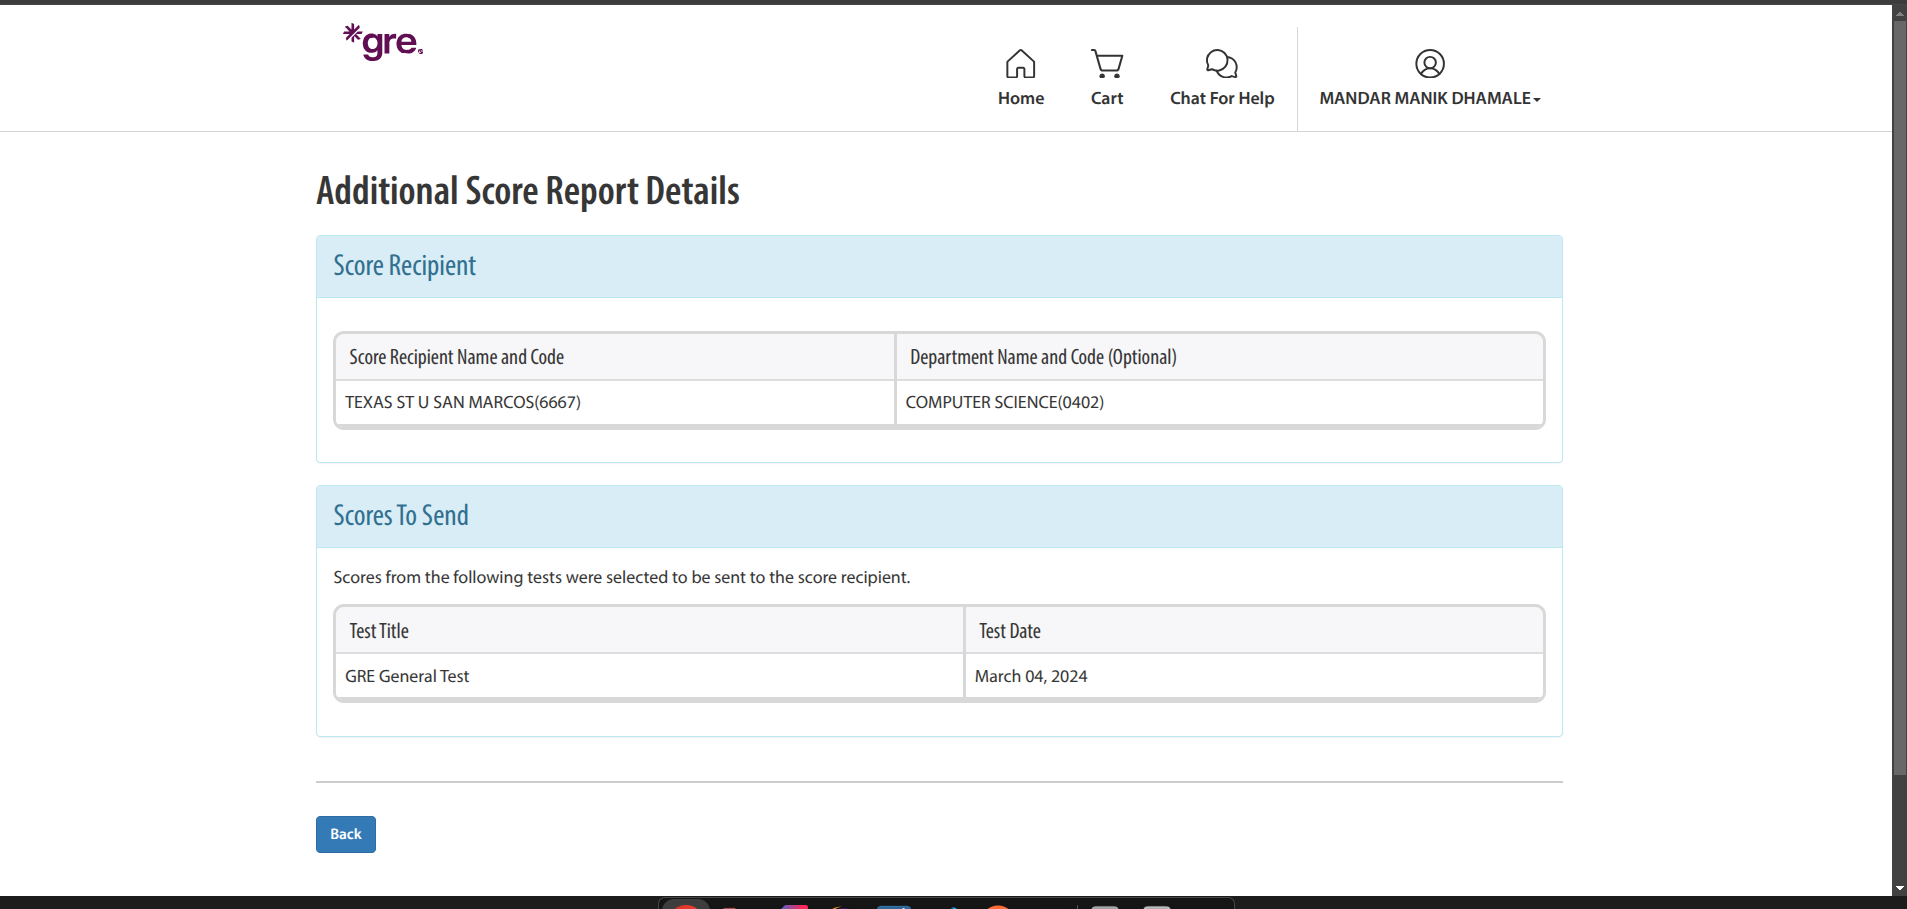 *gre
Home
Cart
Chat For Help
MANDAR MANIK DHAMALE
Additional Score Report Details
Score Recipient
Score Recipient Name and Code
Department Name and Code (Optional)
TEXAS ST U SAN MARCOS(6667)
COMPUTER SCIENCE(0402)
Scores To Send
Scores from the following tests were selected to be sent to the score recipient.
Test Title
Test Date
GRE General Test
March 04, 2024
Back